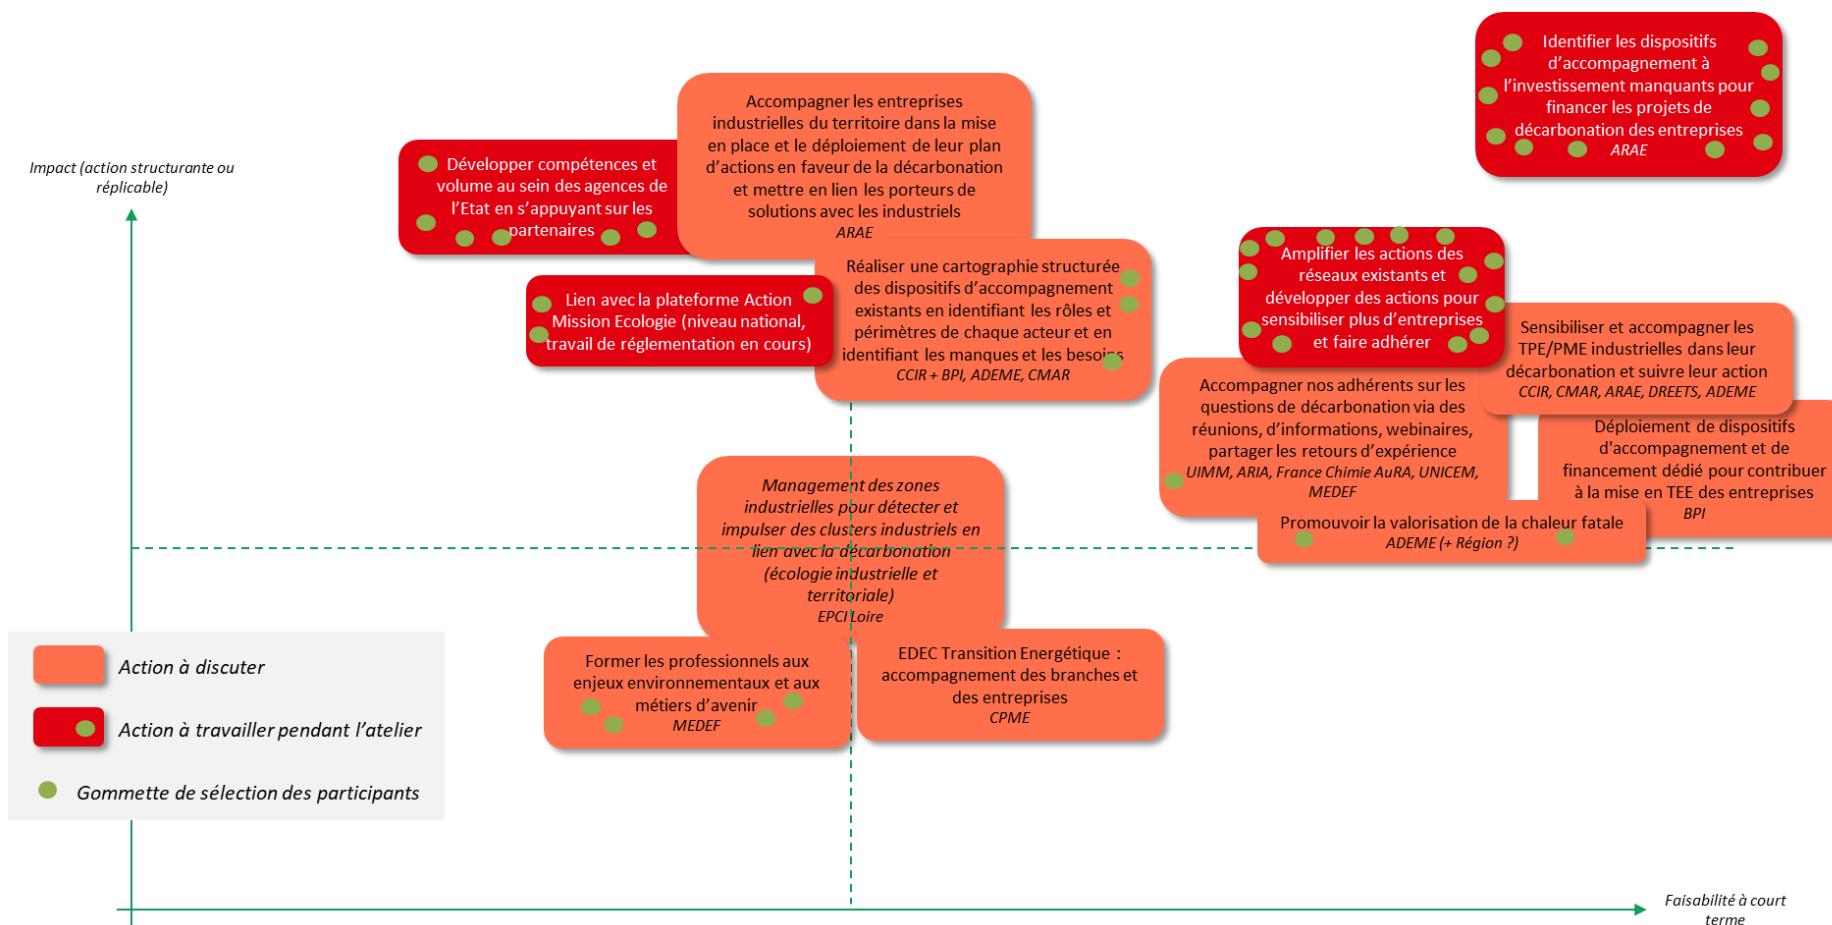 Identifier les dispositifs
d’accompagnement à
l’investissement manquants pour
financer les projets de
décarbonation des entreprises
ARAE
Accompagner les entreprises
industrielles du territoire dans la mise
en place et le déploiement de leur plan
d’actions en faveur de la décarbonation
et mettre en lien les porteurs de
solutions avec les industriels
ARAE
Impact (action structurante ou
réplicable)
Développer compétences et
volume au sein des agences de
l’Etat en s’appuyant sur les
partenaires
Réaliser une cartographie structurée
des dispositifs d’accompagnement
existants en identifiant les rôles et
périmètres de chaque acteur et en
identifiant les manques et les besoins
CCIR + BPI, ADEME, CMAR
Lien avec la plateforme Action
Mission Ecologie (niveau national,
travail de réglementation en cours)
Amplifier les actions des
réseaux existants et
développer des actions pour
sensibiliser plus d’entreprises
et faire adhérer
Sensibiliser et accompagner les
TPE/PME industrielles dans leur
décarbonation et suivre leur action
CCIR, CMAR, ARAE, DREETS, ADEME
Accompagner nos adhérents sur les
questions de décarbonation via des
réunions, d’informations, webinaires,
partager les retours d’expérience
UIMM, ARIA, France Chimie AuRA, UNICEM,
MEDEF
Déploiement de dispositifs
d'accompagnement et de
financement dédié pour contribuer
à la mise en TEE des entreprises
BPI
Management des zones
industrielles pour détecter et
impulser des clusters industriels en
lien avec la décarbonation
(écologie industrielle et
territoriale)
EPCI Loire
Promouvoir la valorisation de la chaleur fatale
ADEME (+ Région ?)
Former les professionnels aux
enjeux environnementaux et aux
métiers d’avenir
MEDEF
EDEC Transition Energétique :
accompagnement des branches et
des entreprises
CPME
Action à discuter
Action à travailler pendant l’atelier
Gommette de sélection des participants
Faisabilité à court
terme